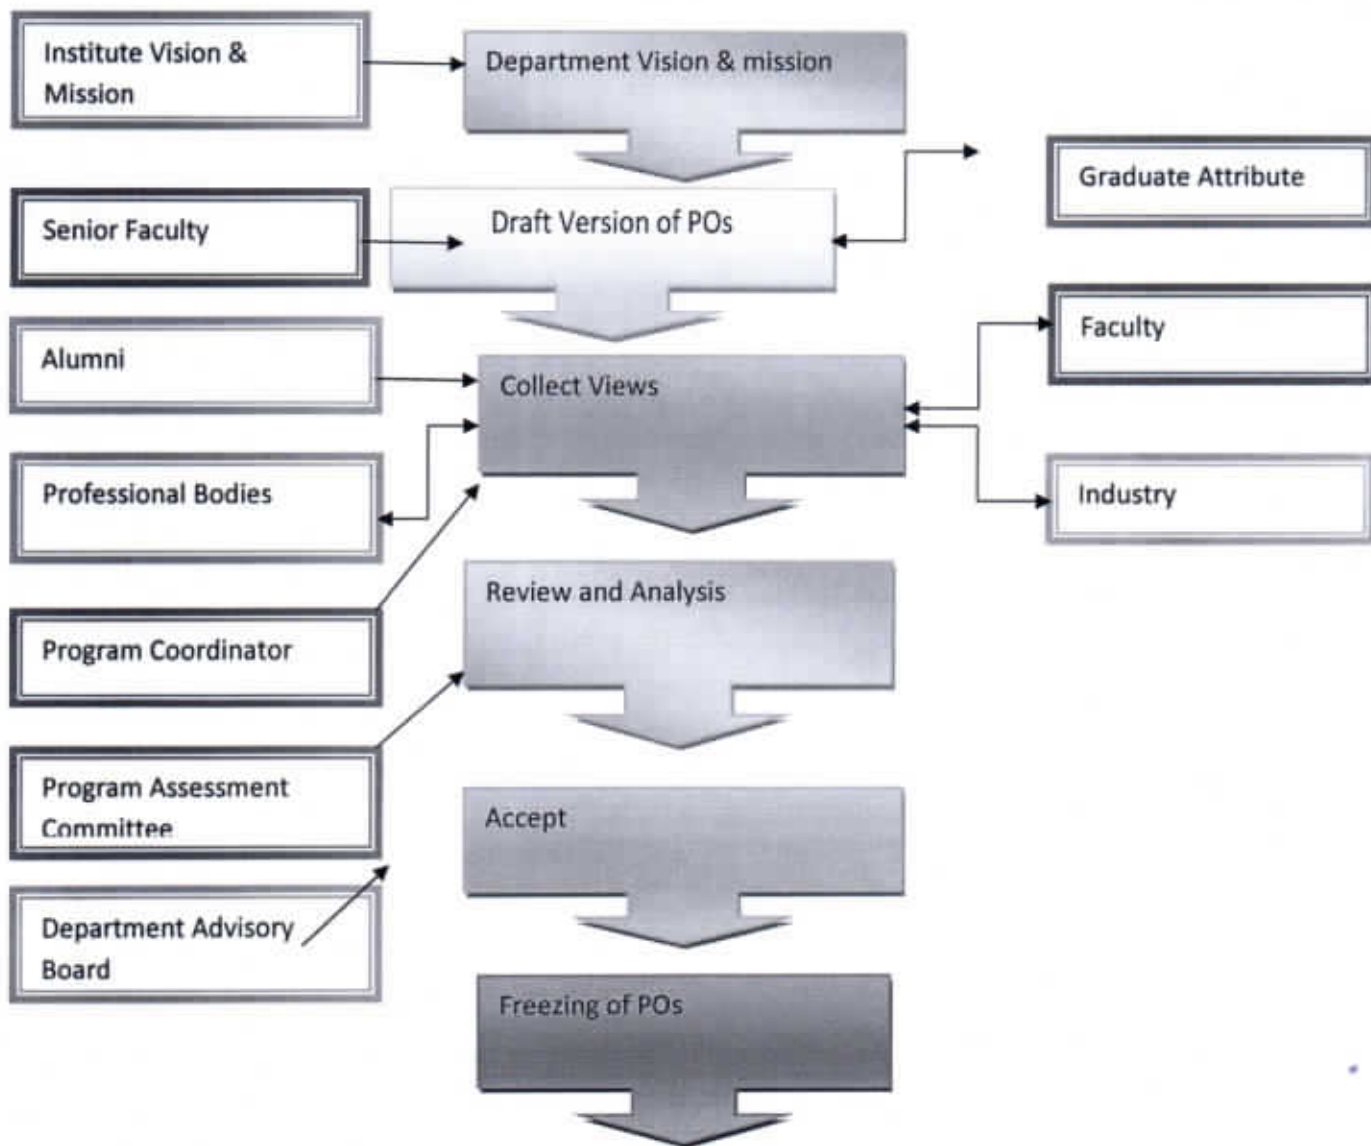 Institute Vision &
Mission
Department Vision & mission
Graduate Attribute
Senior Faculty
Draft Version of POs
Alumni
Collect Views
Faculty
Professional Bodies
Industry
Review and Analysis
Program Coordinator
Program Assessment
Committee
Accept
Department Advisory
Board
Freezing of POs